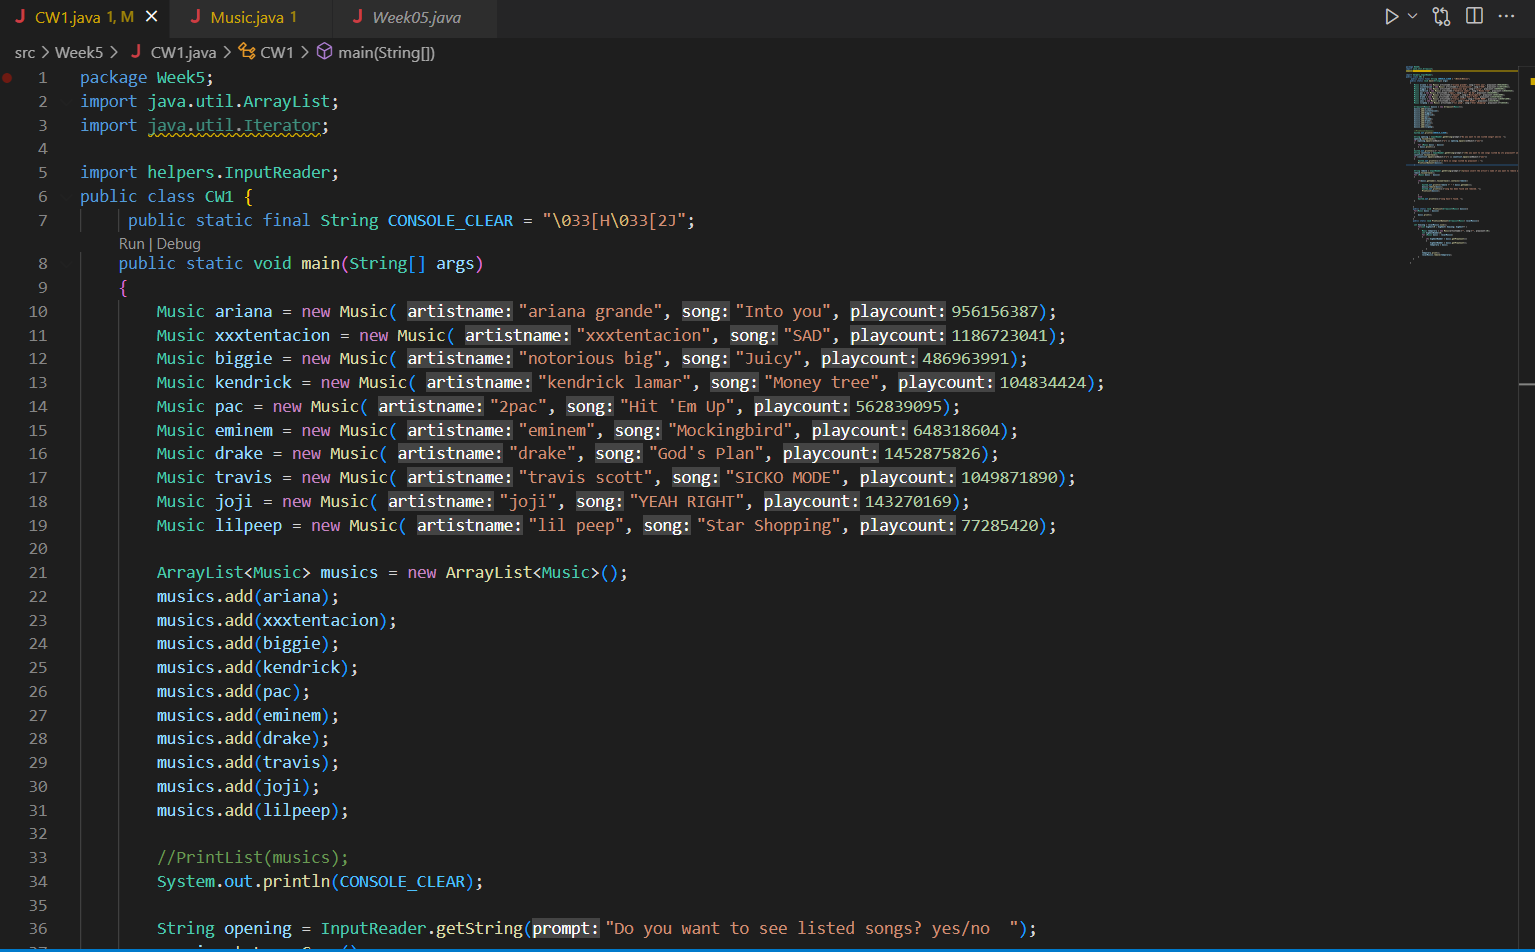 CW1.java 1, M
Music.java 1
Week05.java
src > Week5 > CW1.java > CW1 > main(String[])
1 package Week5;
2 import java.util.ArrayList;
3 import java.util.Iterator;
4
5 import helpers.InputReader;
6 public class CW1 {
7 public static final String CONSOLE_CLEAR = "\033[H\033[2J";
Run | Debug
8 public static void main(String[] args)
9 {
10 Music ariana = new Music( artistname: "ariana grande", song: "Into you", playcount: 956156387);
11 Music xxxtentacion = new Music( artistname: "xxxtentacion", song: "SAD", playcount: 1186723041);
12 Music biggie = new Music( artistname: "notorious big", song: "Juicy", playcount: 486963991);
13 Music kendrick = new Music( artistname: "kendrick lamar", song: "Money tree", playcount: 104834424);
14 Music pac = new Music( artistname: "2pac", song: "Hit 'Em Up", playcount: 562839095);
15 Music eminem = new Music( artistname: "eminem", song: "Mockingbird", playcount: 648318604);
16 Music drake = new Music( artistname: "drake", song: "God's Plan", playcount: 1452875826);
17 Music travis = new Music( artistname: "travis scott", song: "SICKO MODE", playcount: 1049871890);
18 Music joji = new Music( artistname: "joji", song: "YEAH RIGHT", playcount: 143270169);
19 Music lilpeep = new Music( artistname: "lil peep", song: "Star Shopping", playcount: 77285420);
20
21 ArrayList<Music> musics = new ArrayList<Music>();
22 musics.add(ariana);
23 musics.add(xxxtentacion);
24 musics.add(biggie);
25 musics.add(kendrick);
26 musics.add(pac);
27 musics.add(eminem);
28 musics.add(drake);
29 musics.add(travis);
30 musics.add(joji);
31 musics.add(lilpeep);
32
33 //PrintList(musics);
34 System.out.println(CONSOLE_CLEAR);
35
36 String opening = InputReader.getString(prompt: "Do you want to see listed songs? yes/no  ");